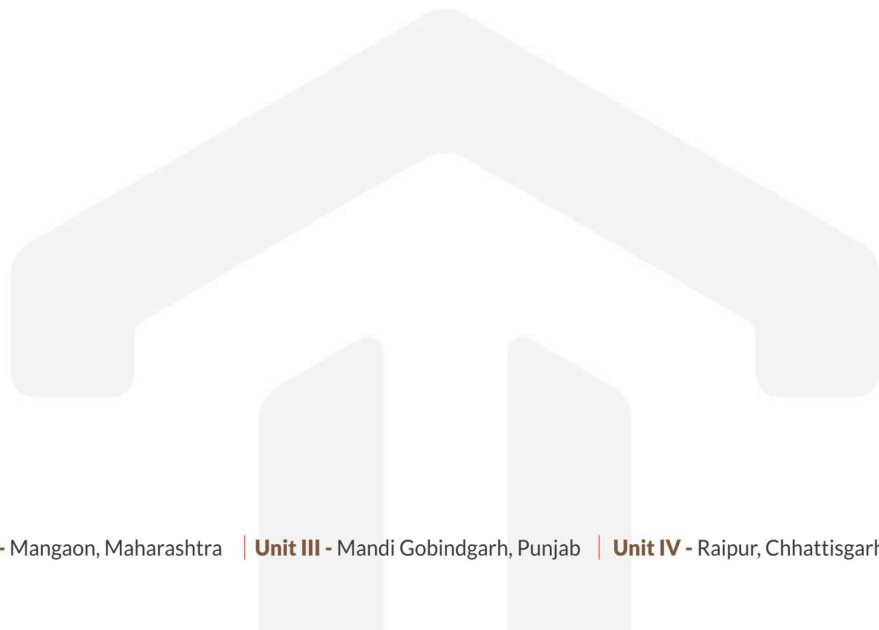 - Mangaon, Maharashtra | Unit III - Mandi Gobindgarh, Punjab | Unit IV - Raipur, Chhattisgarh